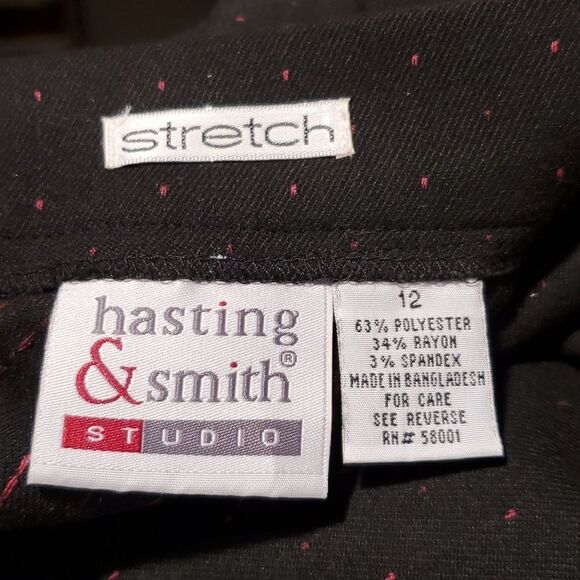 stretch
hasting
& smith®
STUDIO
12
63% POLYESTER
34% RAYON
3% SPANDEX
MADE IN BANGLADESH
FOR CARE
SEE REVERSE
RN# 58001